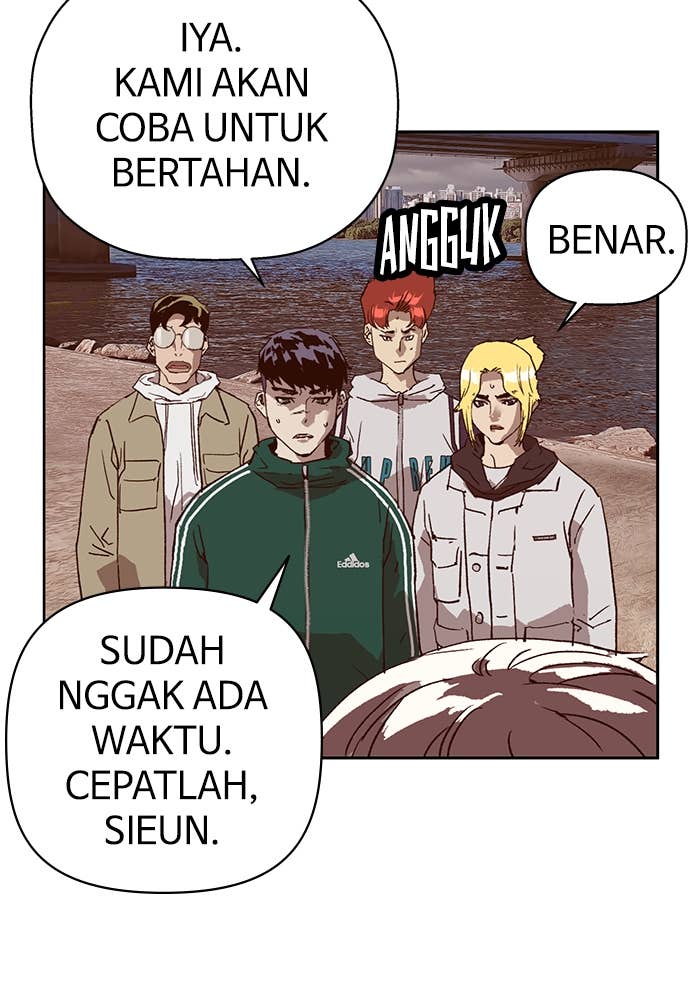 IYA.
KAMI AKAN
COBA UNTUK
BERTAHAN.
ANGGUK
BENAR.
Eddidos
SUDAH
NGGAK ADA
WAKTU.
CEPATLAH,
SIEUN.